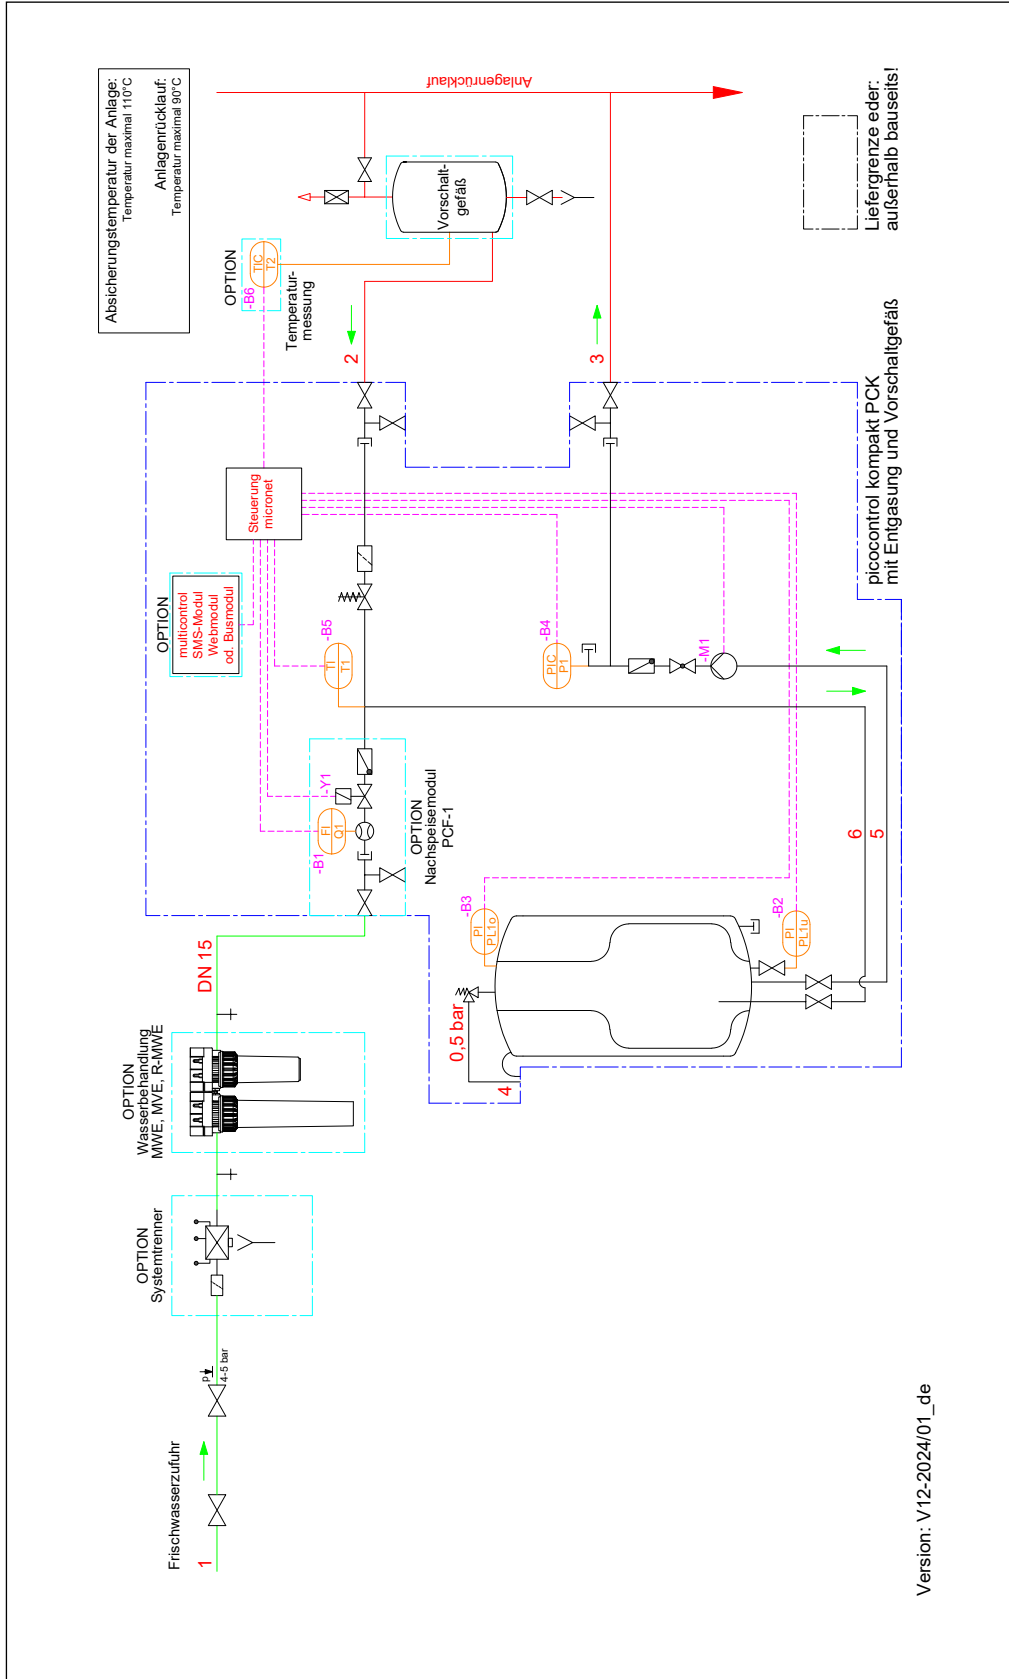 Absicherungstemperatur der Anlage:
Temperatur maximal 110°C
Anlagenrücklauf:
Temperatur maximal 90°C
Anlagenrücklauf
Liefergrenze eder:
außerhalb bauseits!
Vorschalt-
gefäß
OPTION
-B6
TIC
T2
Temperatur-
messung
2
3
picocontrol kompakt PCK
mit Entgasung und Vorschaltgefäß
Steuerung
micronet
OPTION
multicontrol
SMS-Modul
Webmodul
od. Busmodul
-B5
TI
T1
-B4
PIC
P1
-M1
-Y1
-B1
FI
Q1
OPTION
Nachspeisemodul
PCF-1
6
5
-B3
PI
PL1o
-B2
PI
PL1u
0,5 bar
4
DN 15
OPTION
Wasserbehandlung
MWE, MVE, R-MWE
OPTION
Systemtrenner
p
4-5 bar
Frischwasserzufuhr
1
Version: V12-2024/01_de